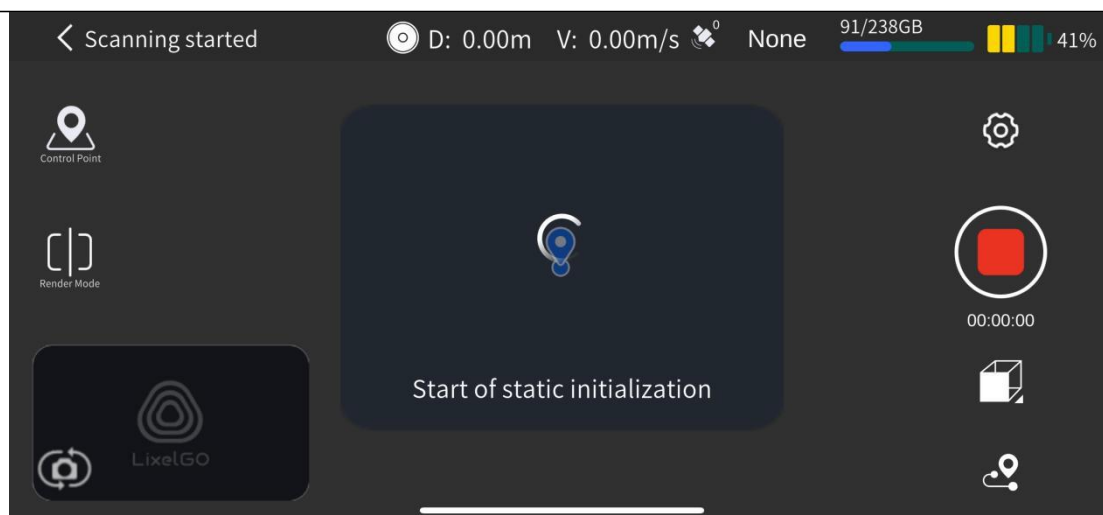 Scanning started
D: 0.00m V: 0.00m/s 0 None 91/238GB 41%
Control Point
Render Mode
00:00:00
Start of static initialization
LixelGO